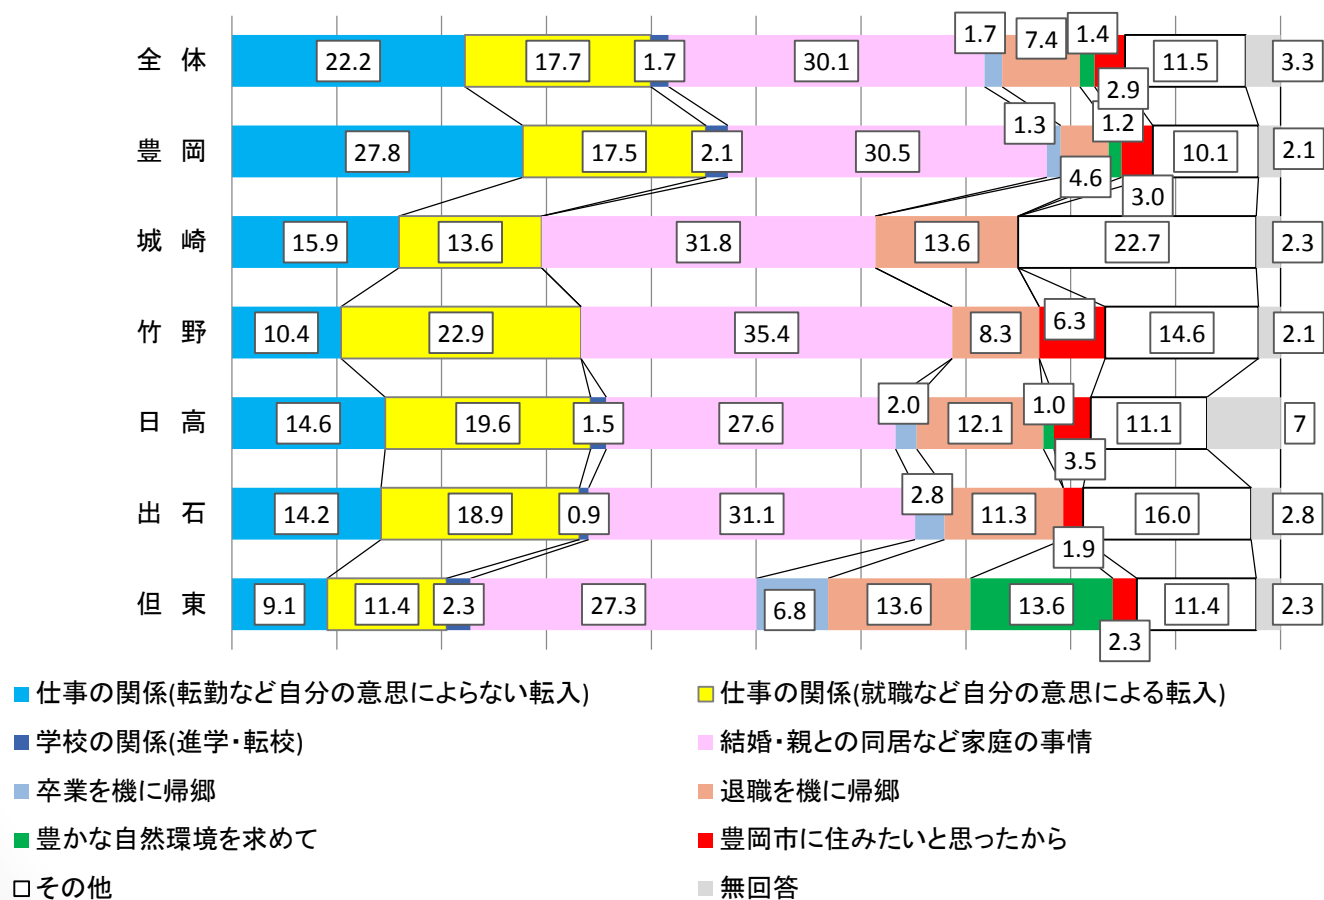 全 体
22.2 17.7 1.7 30.1 1.7 7.4 1.4 2.9 11.5 3.3
豊 岡
27.8 17.5 2.1 30.5 1.3 4.6 1.2 3.0 10.1 2.1
城 崎
15.9 13.6 31.8 13.6 22.7 2.3
竹 野
10.4 22.9 35.4 8.3 6.3 14.6 2.1
日 高
14.6 19.6 1.5 27.6 2.0 12.1 1.0 3.5 11.1 7
出 石
14.2 18.9 0.9 31.1 2.8 11.3 1.9 16.0 2.8
但 東
9.1 11.4 2.3 27.3 6.8 13.6 13.6 2.3 11.4 2.3
仕事の関係(転勤など自分の意思によらない転入)
仕事の関係(就職など自分の意思による転入)
学校の関係(進学・転校)
結婚・親との同居など家庭の事情
卒業を機に帰郷
退職を機に帰郷
豊かな自然環境を求めて
豊岡市に住みたいと思ったから
その他
無回答